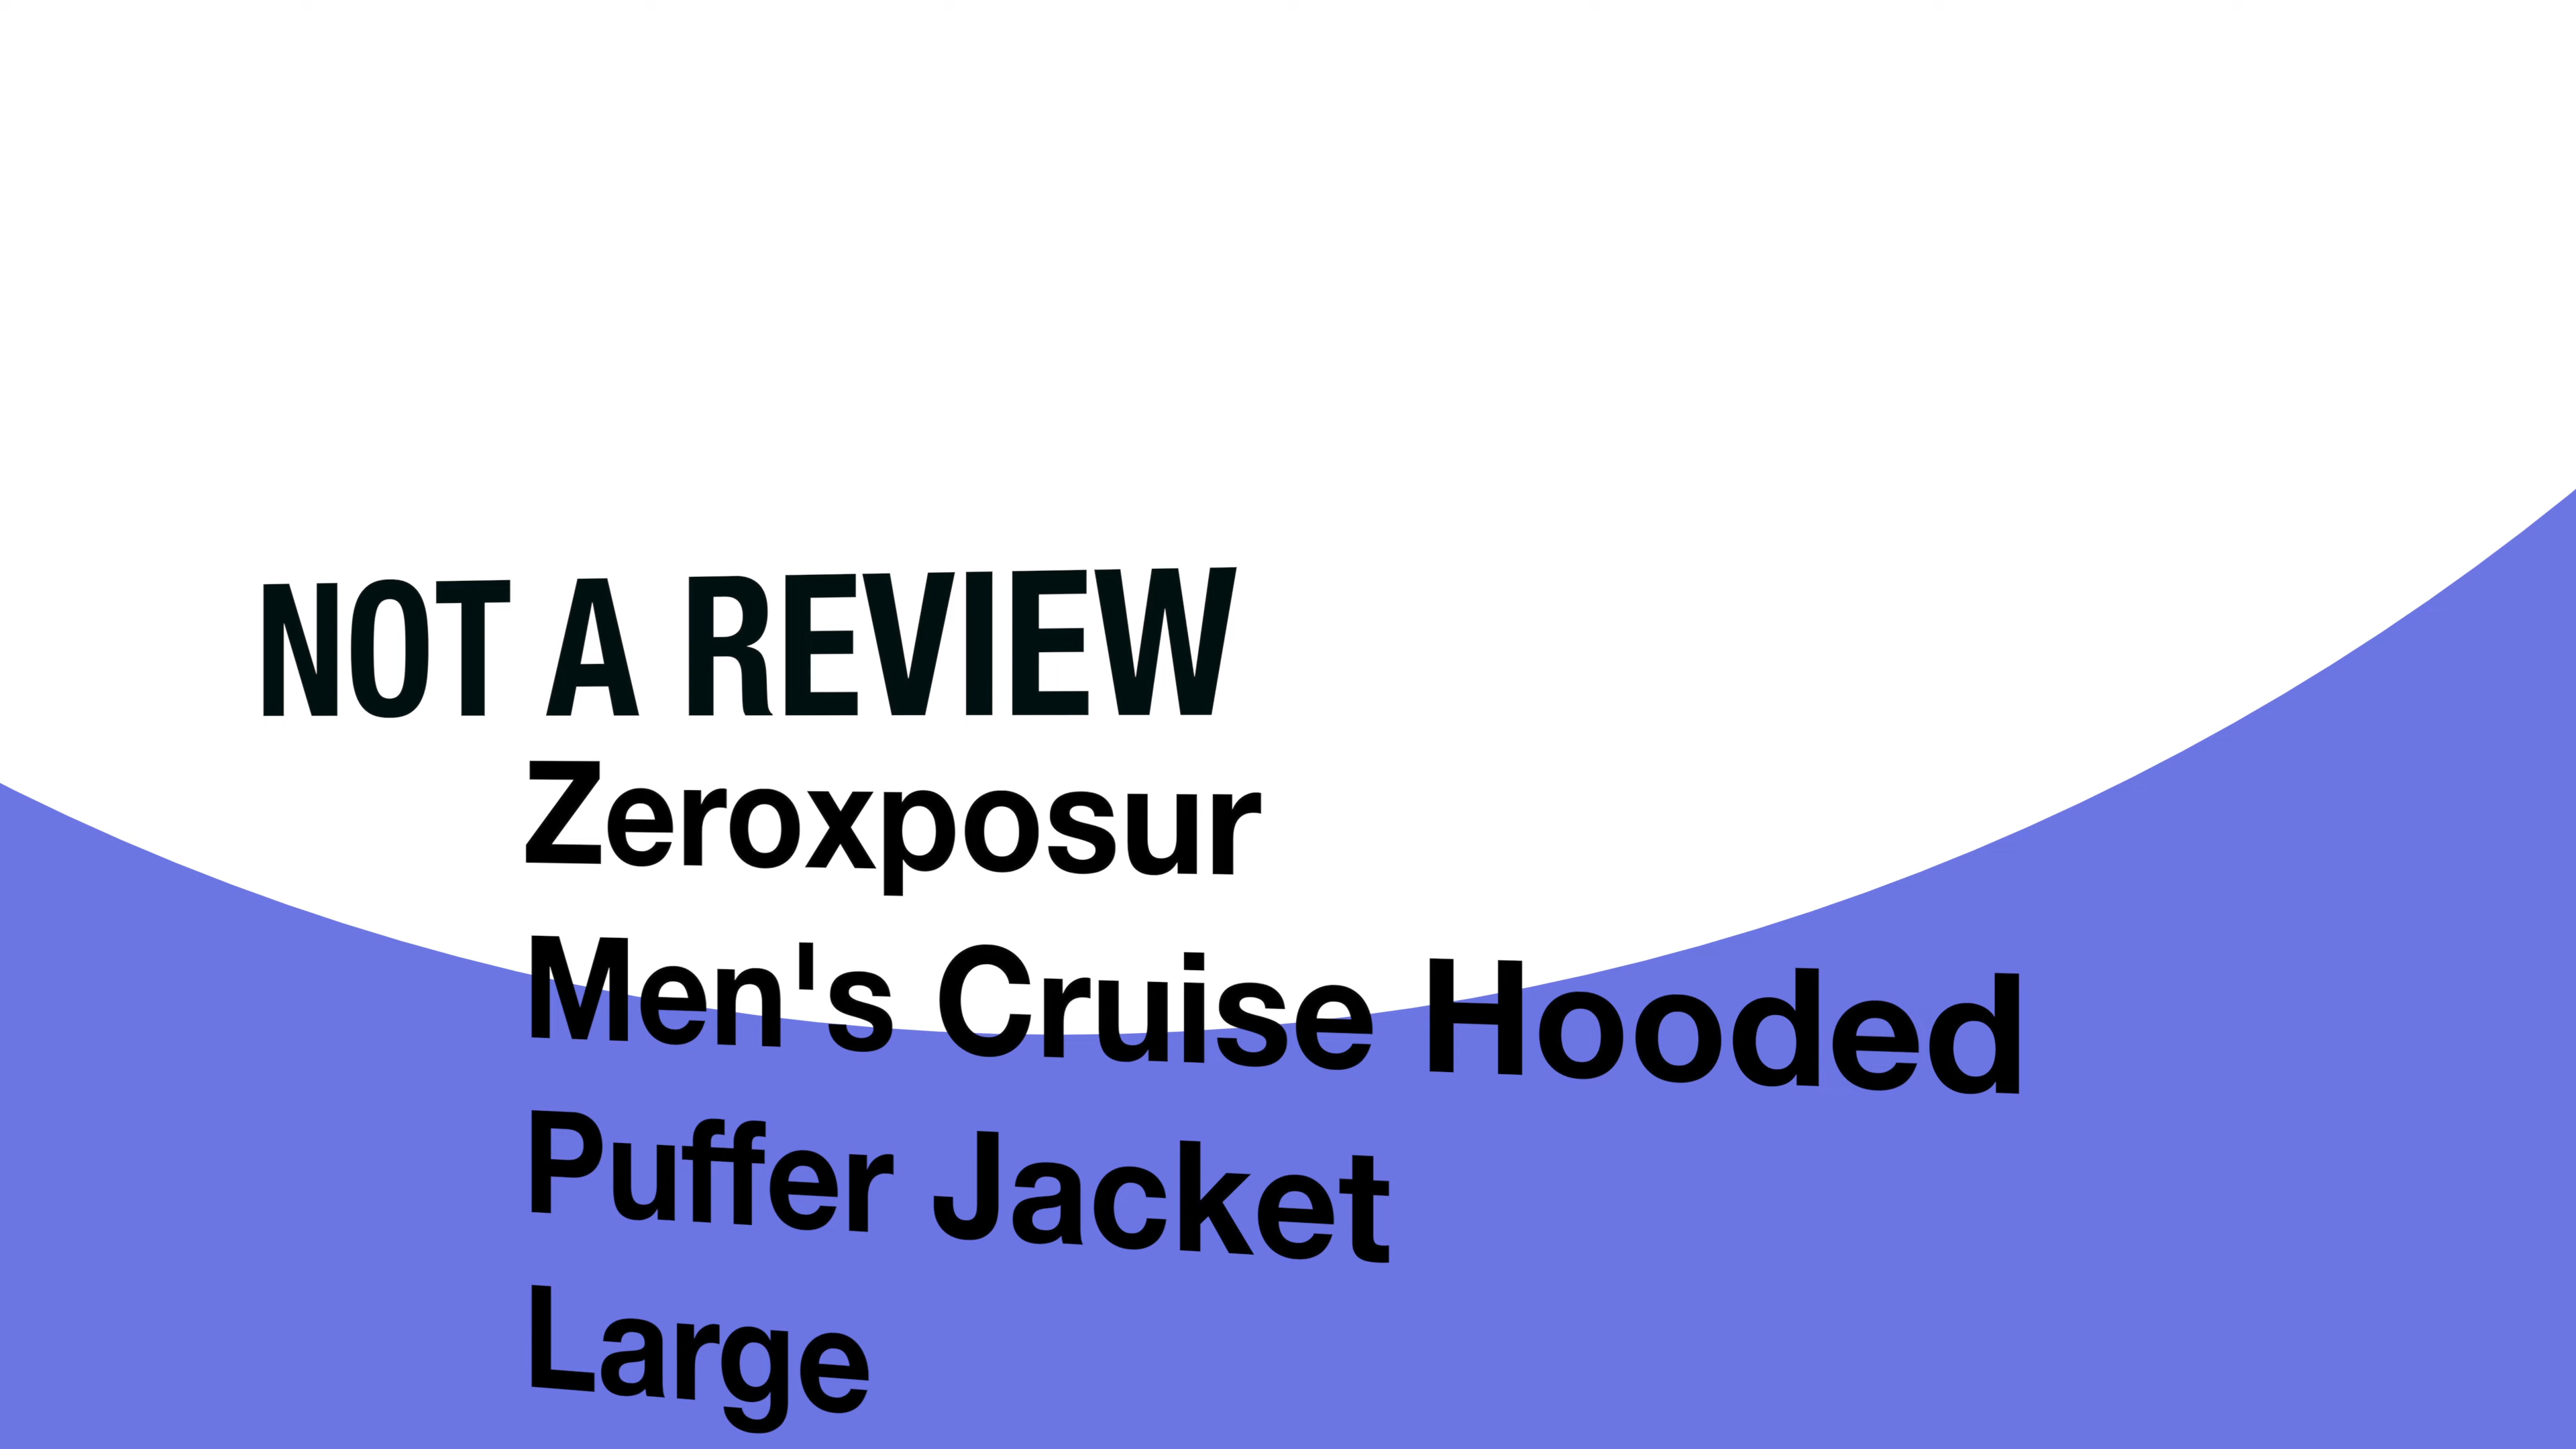 NOT A REVIEW
Zeroxposur
Men's Cruise Hooded
Puffer Jacket
Large